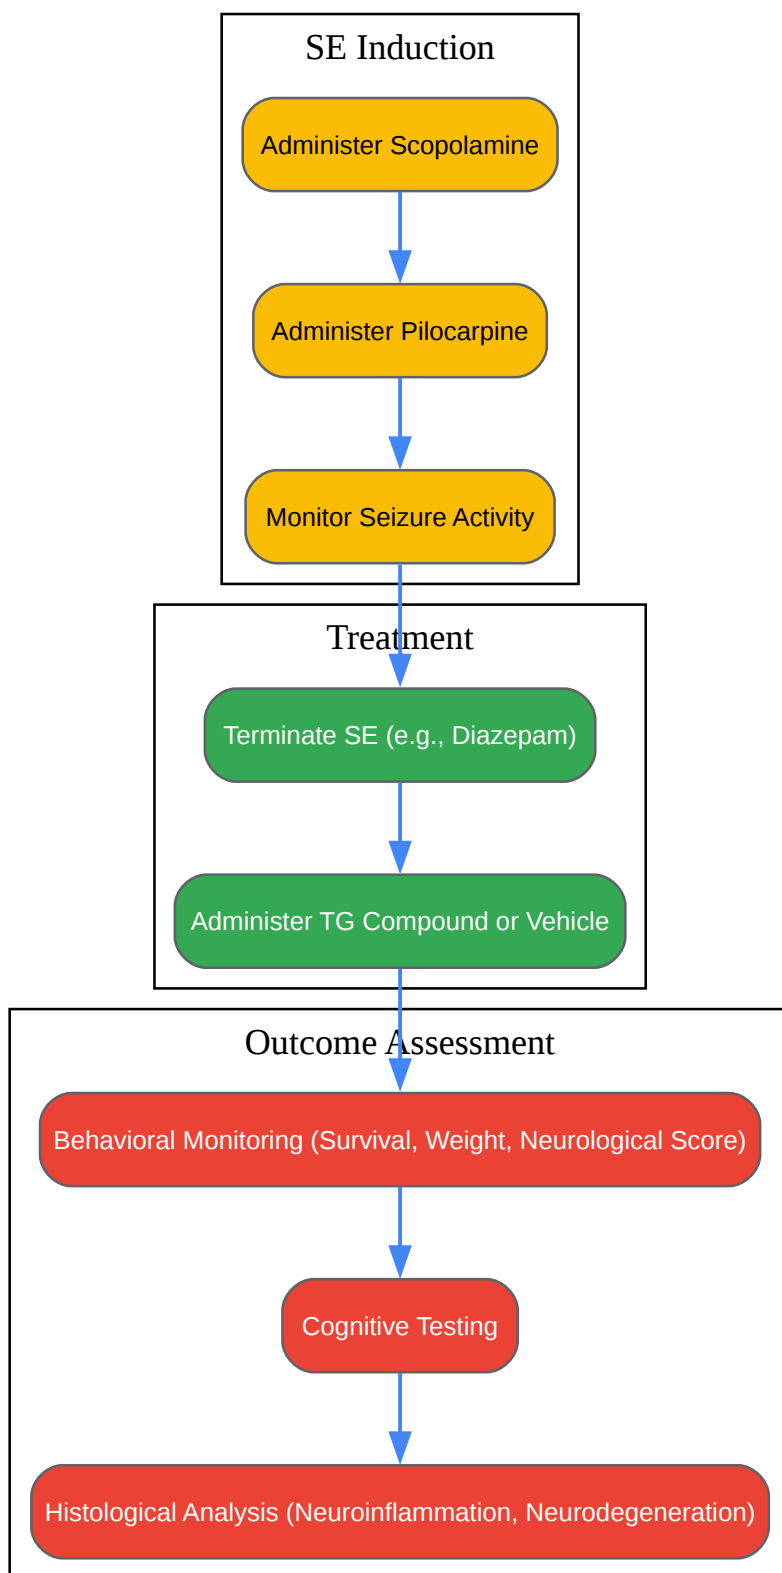 SE Induction
Administer Scopolamine
Administer Pilocarpine
Monitor Seizure Activity
Treatment
Terminate SE (e.g., Diazepam)
Administer TG Compound or Vehicle
Outcome Assessment
Behavioral Monitoring (Survival, Weight, Neurological Score)
Cognitive Testing
Histological Analysis (Neuroinflammation, Neurodegeneration)